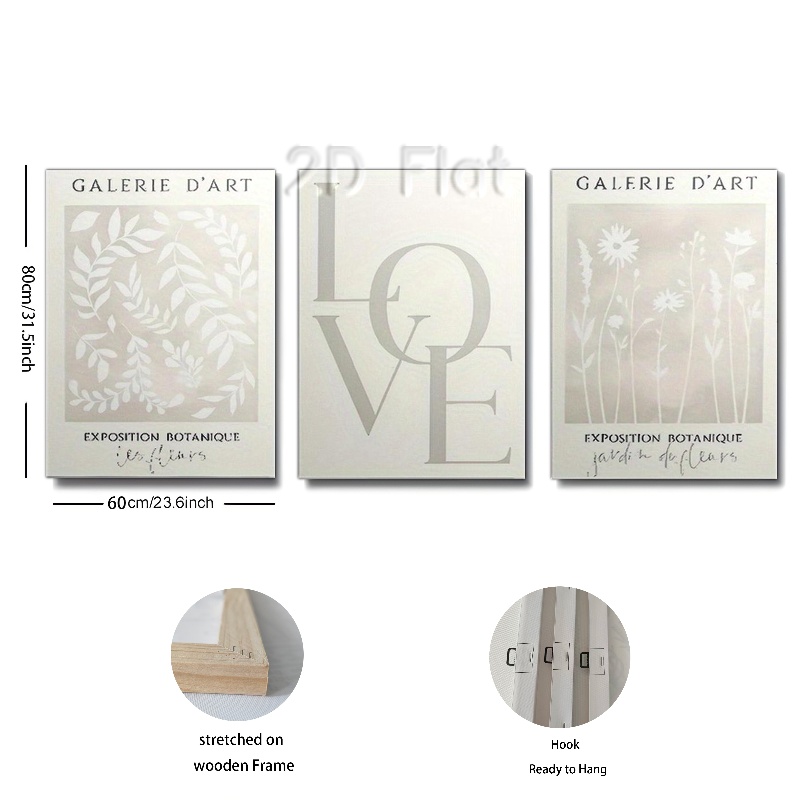 2D Flat
GALERIE D'ART
EXPOSITION BOTANIQUE
les fleurs
LOVE
GALERIE D'ART
EXPOSITION BOTANIQUE
jardin du fleurs
80cm/31.5inch
60cm/23.6inch
stretched on
wooden Frame
Hook
Ready to Hang